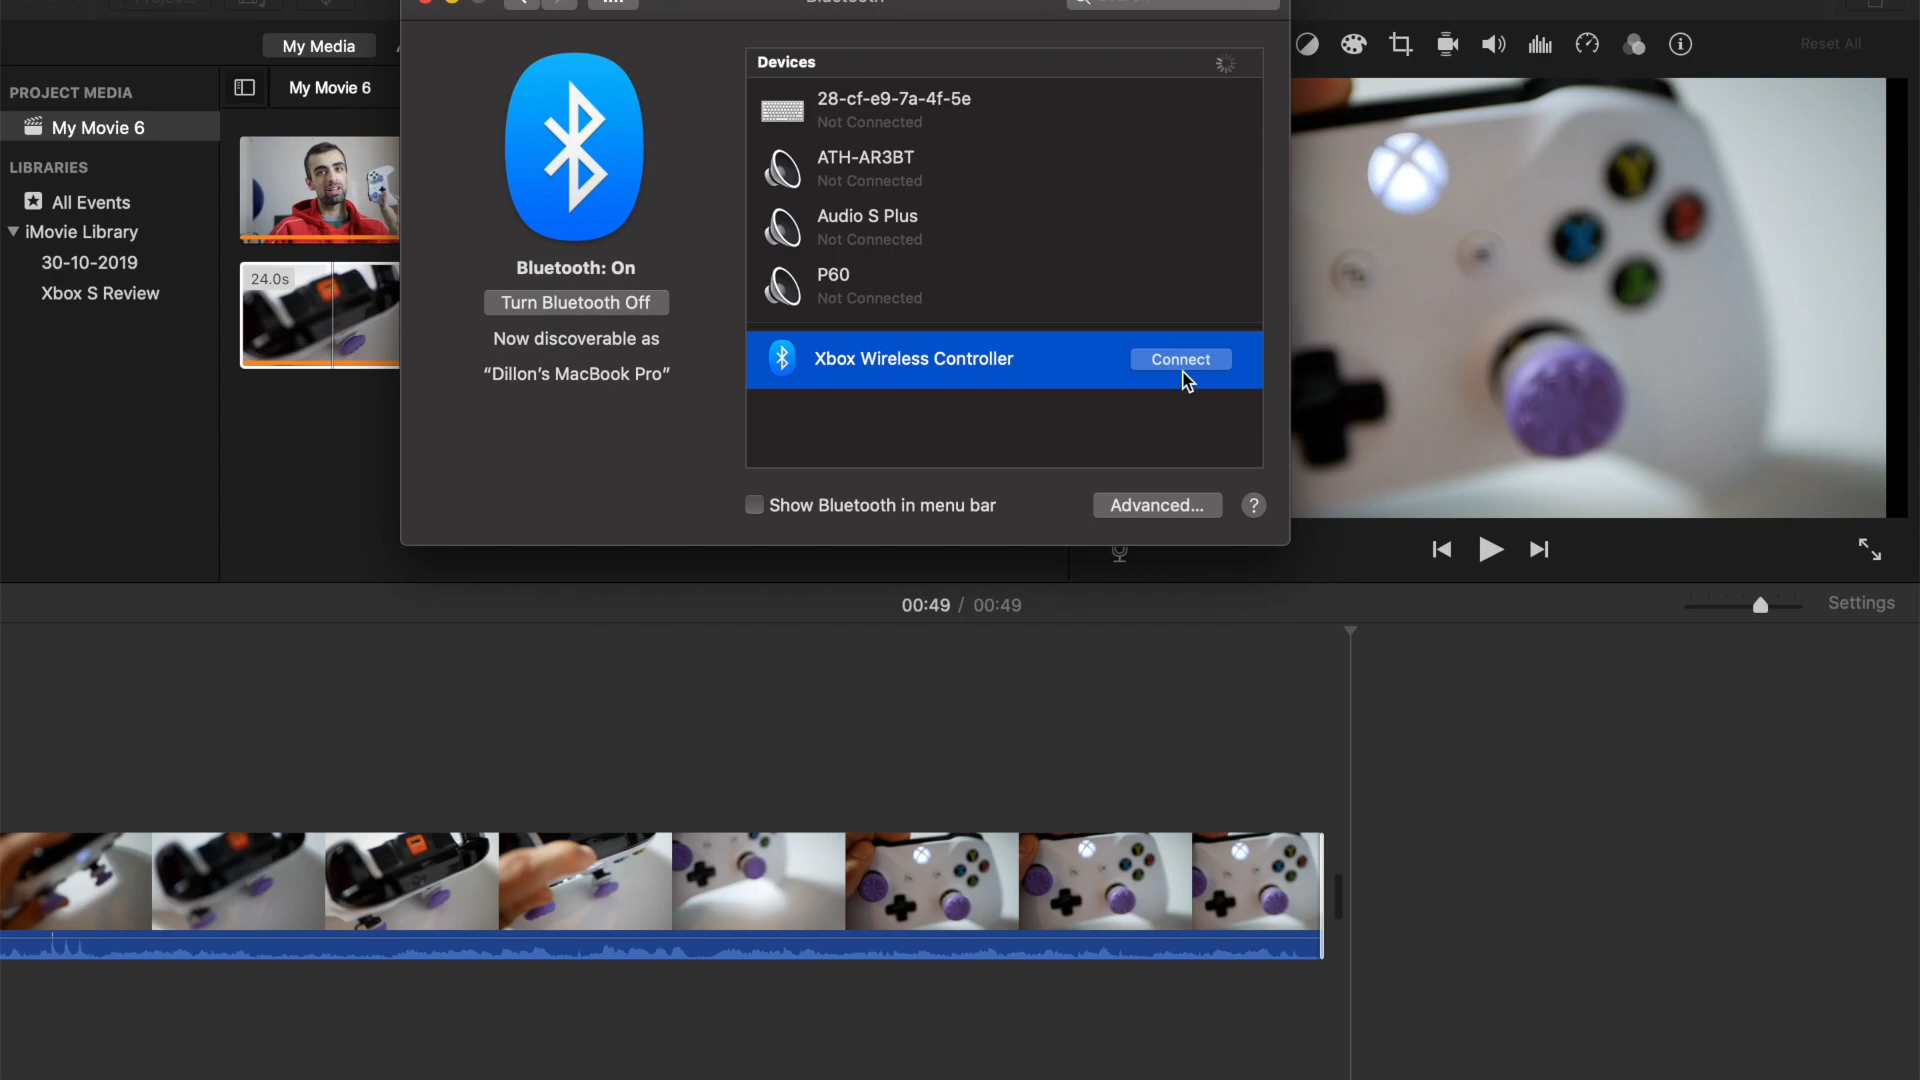 My Media
PROJECT MEDIA
My Movie 6
LIBRARIES
All Events
iMovie Library
30-10-2019
Xbox S Review
My Movie 6
24.0s
Bluetooth: On
Turn Bluetooth Off
Now discoverable as
“Dillon’s MacBook Pro”
Devices
28-cf-e9-7a-4f-5e
Not Connected
ATH-AR3BT
Not Connected
Audio S Plus
Not Connected
P60
Not Connected
Xbox Wireless Controller
Connect
Show Bluetooth in menu bar
Advanced...
?
Reset All
00:49 / 00:49
Settings